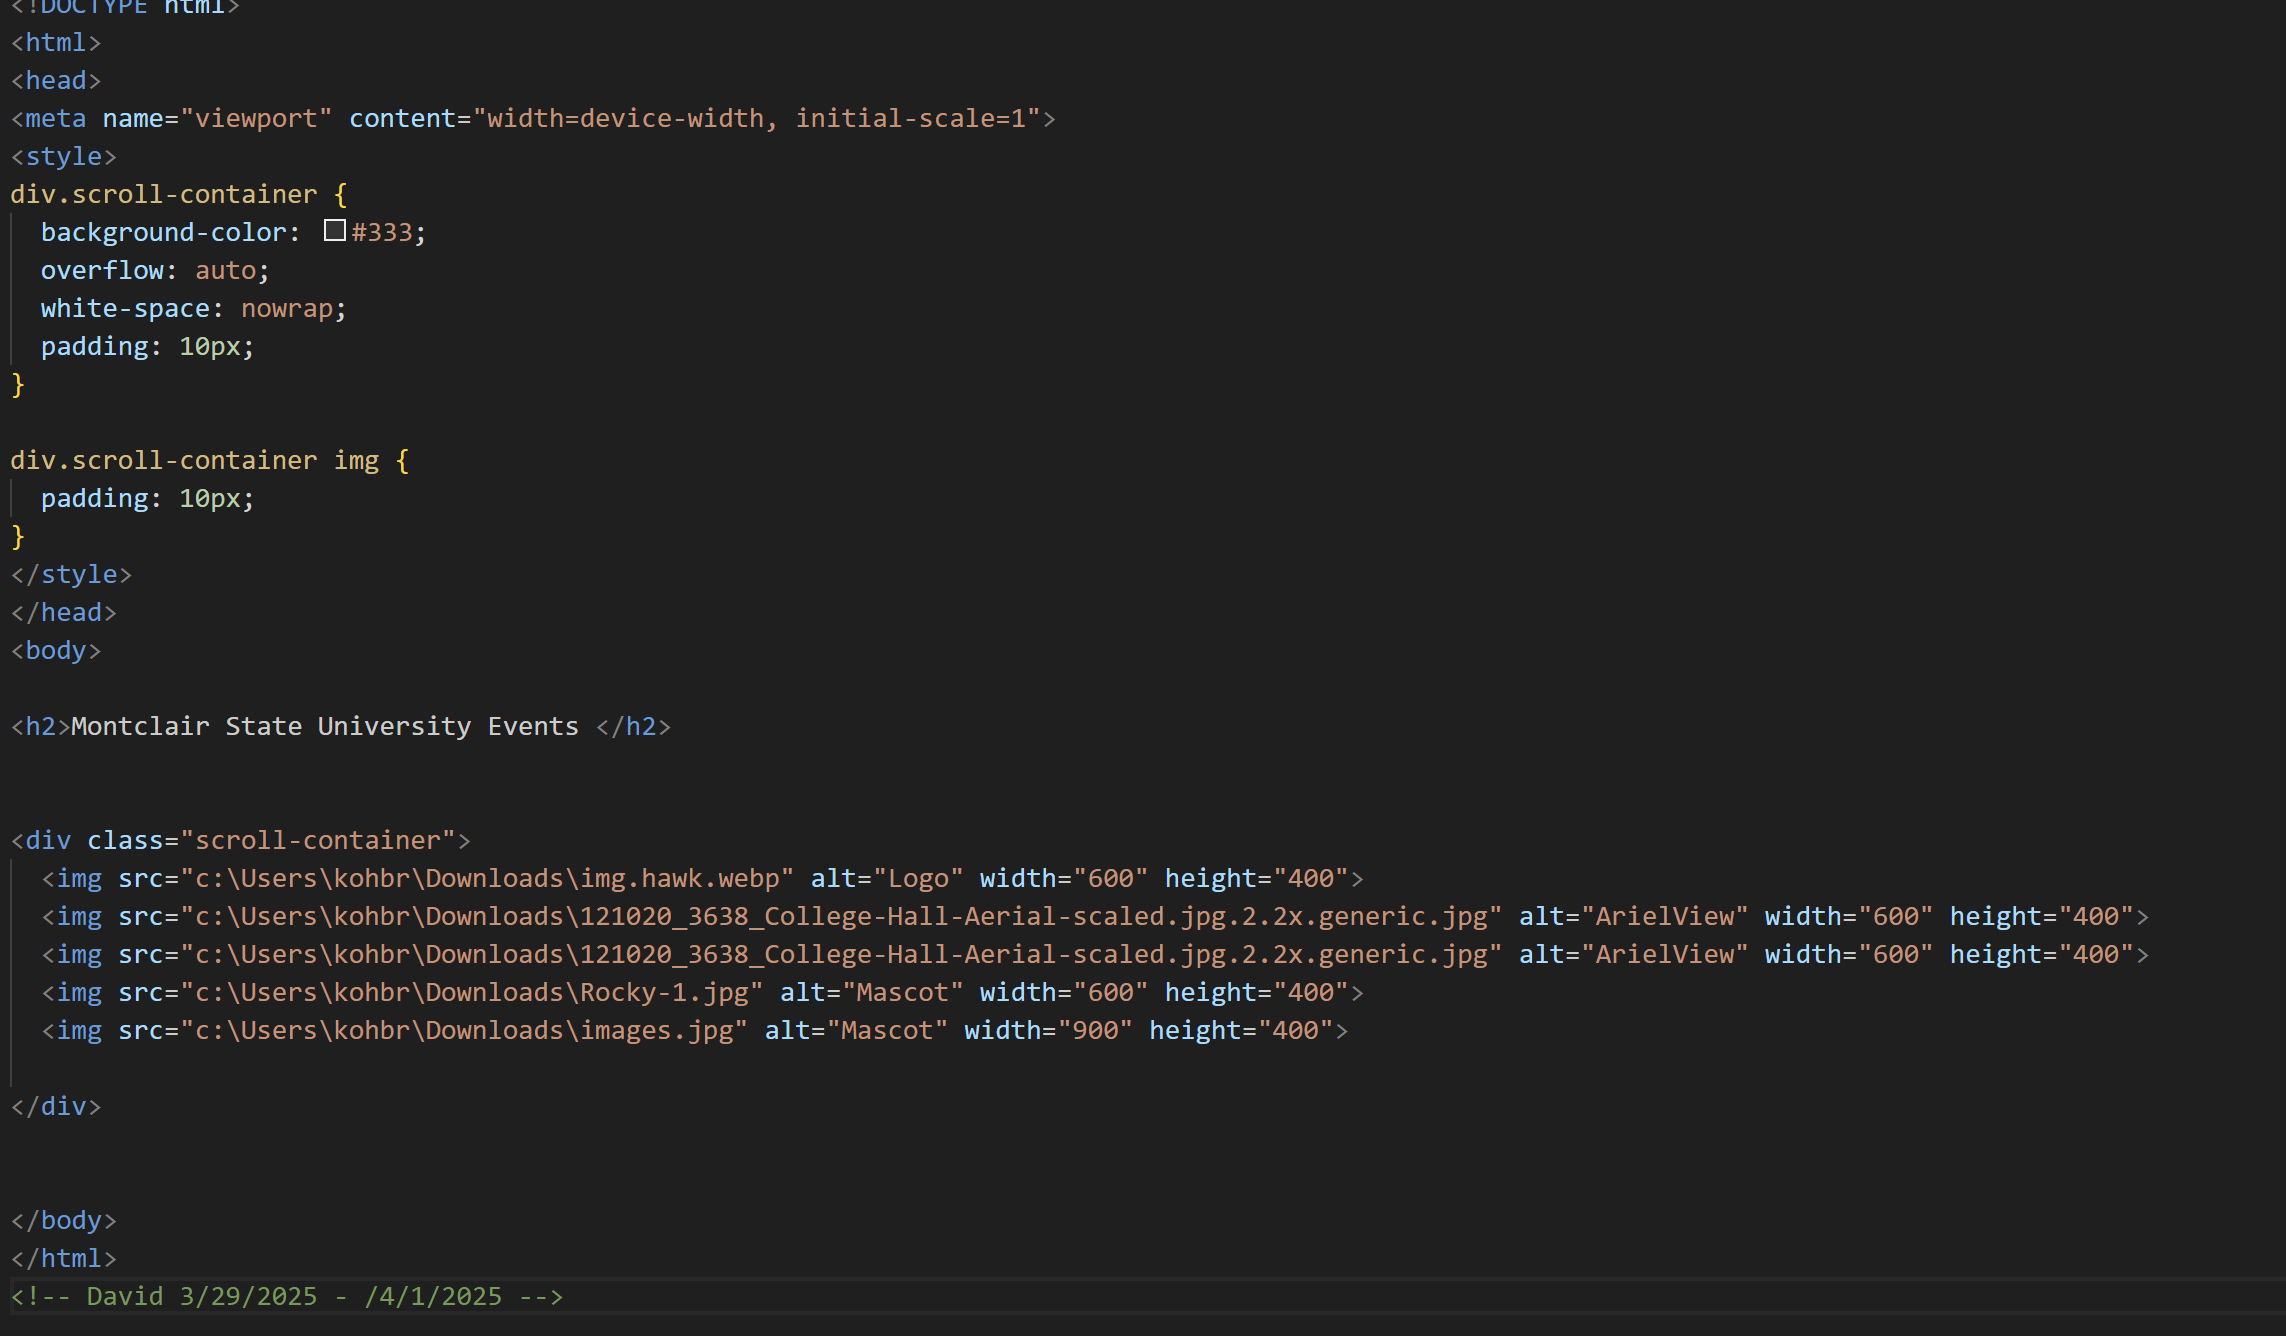 <!DOCTYPE html>
<html>
<head>
<meta name="viewport" content="width=device-width, initial-scale=1">
<style>
div.scroll-container {
  background-color: #333;
  overflow: auto;
  white-space: nowrap;
  padding: 10px;
}

div.scroll-container img {
  padding: 10px;
}
</style>
</head>
<body>

<h2>Montclair State University Events </h2>


<div class="scroll-container">
  <img src="c:\Users\kohbr\Downloads\img.hawk.webp" alt="Logo" width="600" height="400">
  <img src="c:\Users\kohbr\Downloads\121020_3638_College-Hall-Aerial-scaled.jpg.2.2x.generic.jpg" alt="ArielView" width="600" height="400">
  <img src="c:\Users\kohbr\Downloads\121020_3638_College-Hall-Aerial-scaled.jpg.2.2x.generic.jpg" alt="ArielView" width="600" height="400">
  <img src="c:\Users\kohbr\Downloads\Rocky-1.jpg" alt="Mascot" width="600" height="400">
  <img src="c:\Users\kohbr\Downloads\images.jpg" alt="Mascot" width="900" height="400">

</div>


</body>
</html>
<!-- David 3/29/2025 - /4/1/2025 -->